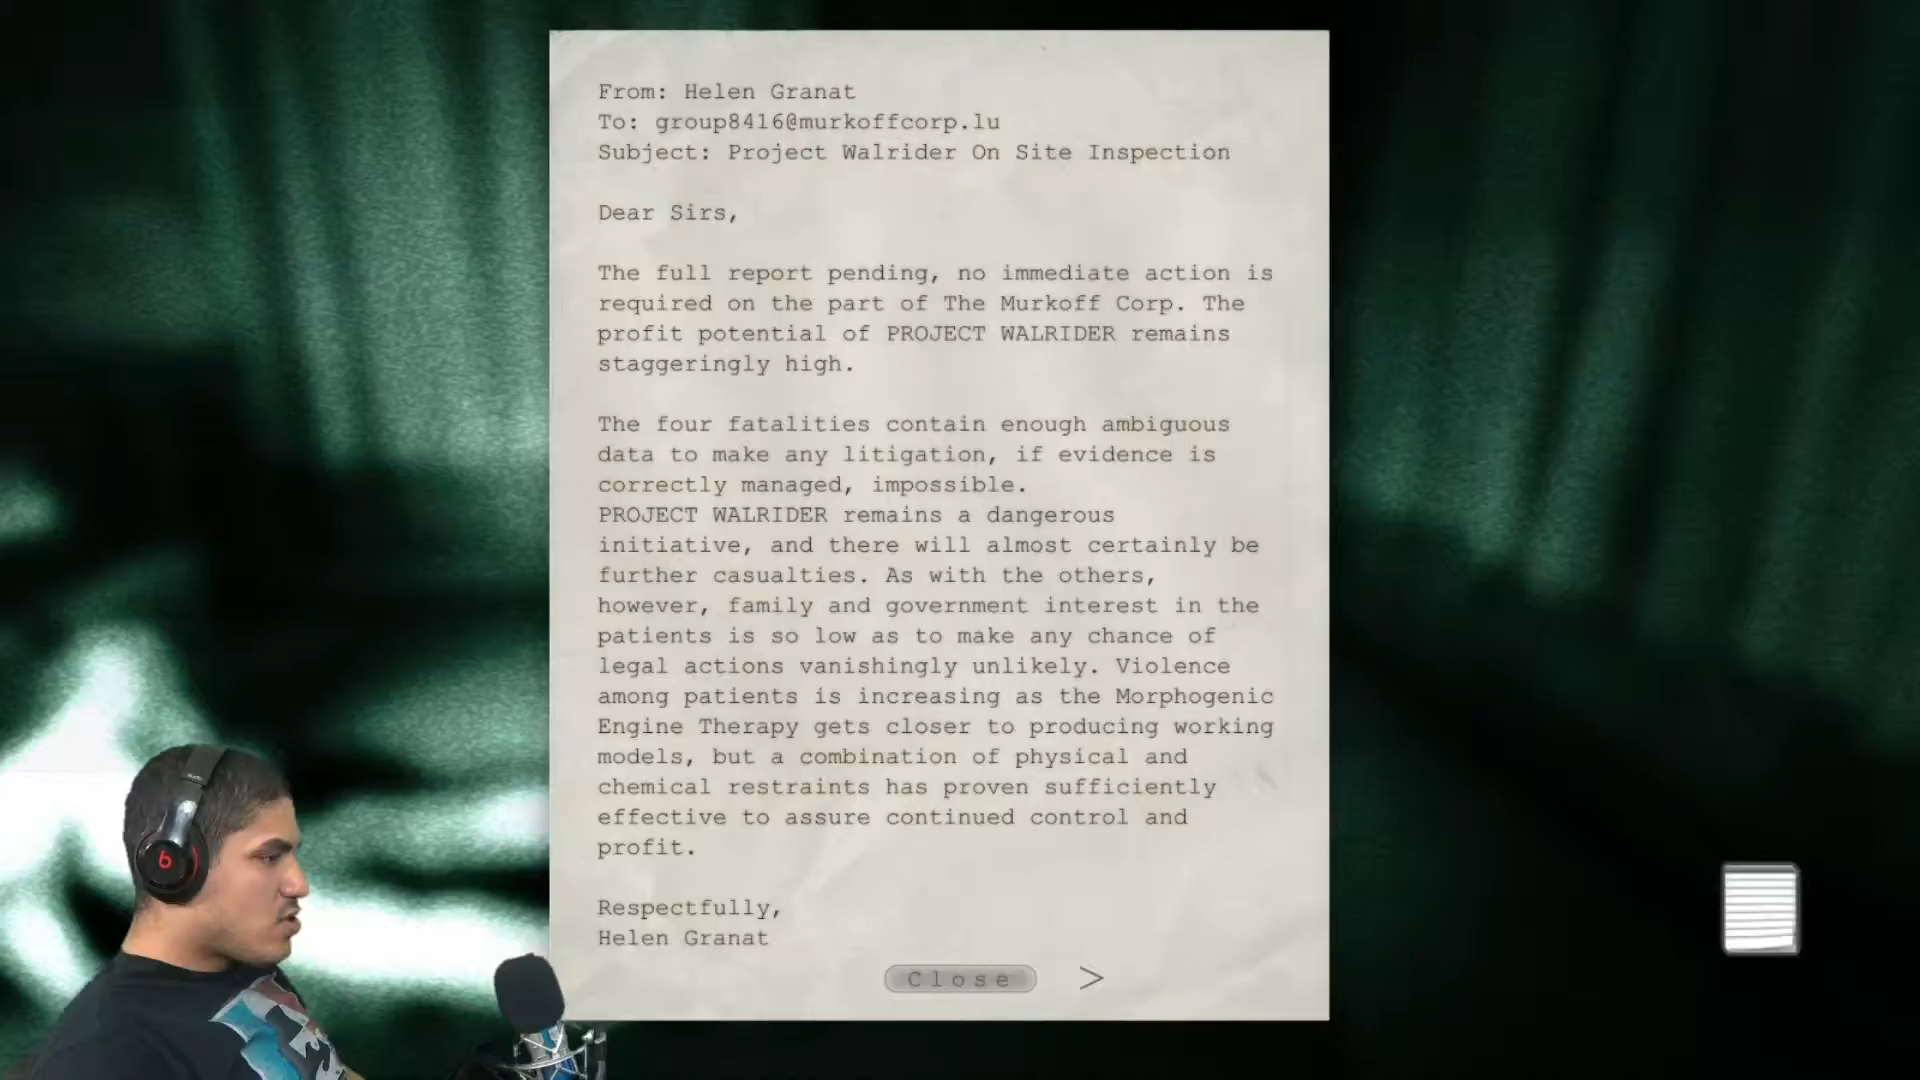 From: Helen Granat
To: group8416@murkoffcorp.lu
Subject: Project Walrider On Site Inspection
Dear Sirs,
The full report pending, no immediate action is
required on the part of The Murkoff Corp. The
profit potential of PROJECT WALRIDER remains
staggeringly high.
The four fatalities contain enough ambiguous
data to make any litigation, if evidence is
correctly managed, impossible.
PROJECT WALRIDER remains a dangerous
initiative, and there will almost certainly be
further casualties. As with the others,
however, family and government interest in the
patients is so low as to make any chance of
legal actions vanishingly unlikely. Violence
among patients is increasing as the Morphogenic
Engine Therapy gets closer to producing working
models, but a combination of physical and
chemical restraints has proven sufficiently
effective to assure continued control and
profit.
Respectfully,
Helen Granat
Close >